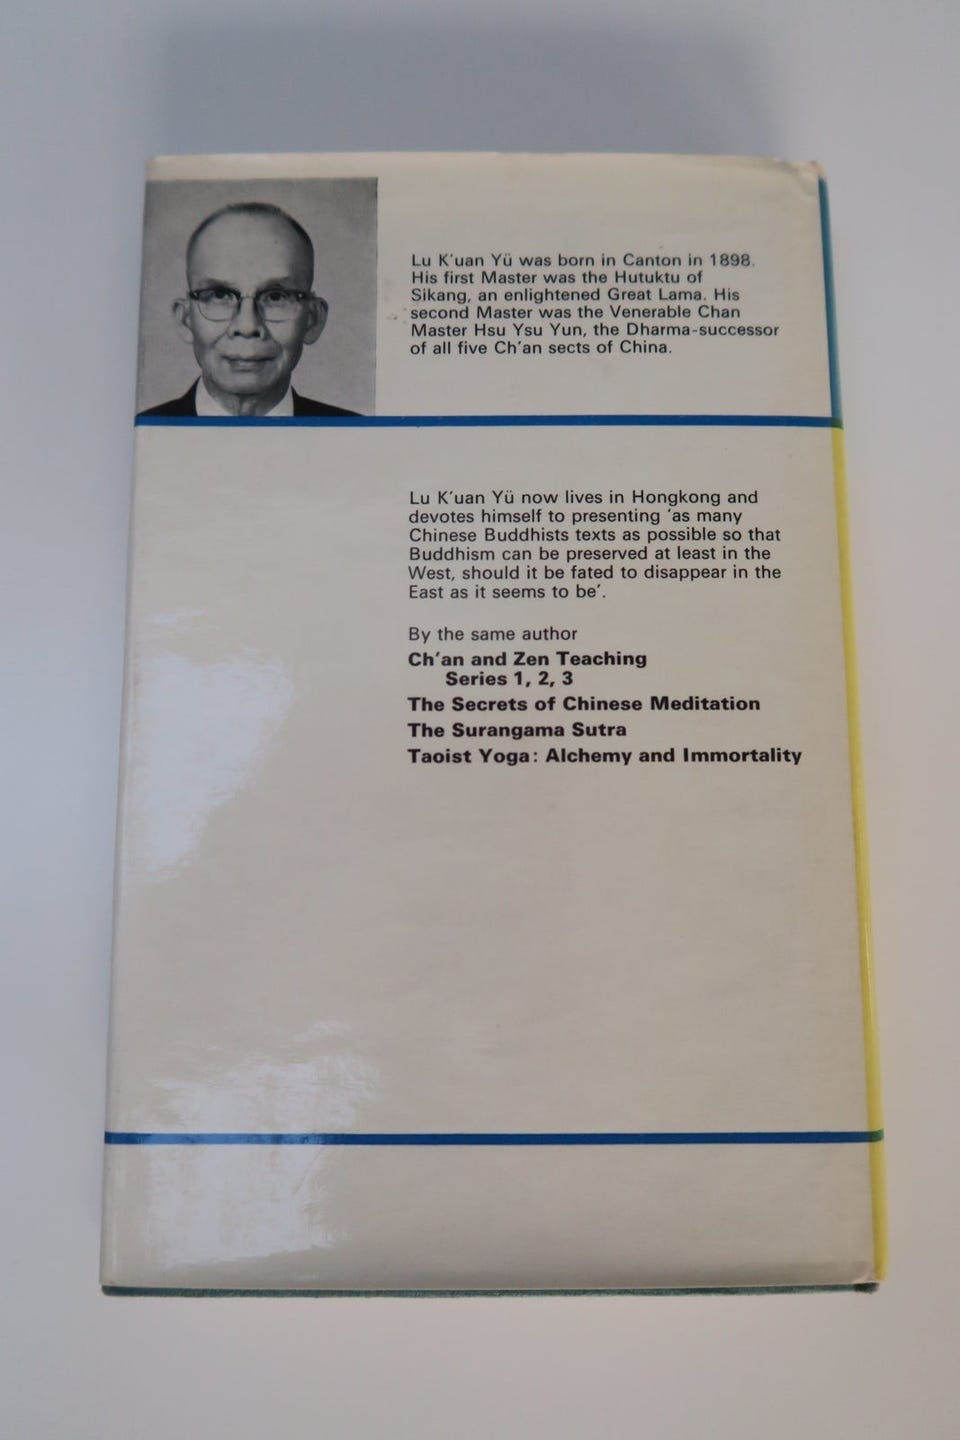 Lu K'uan Yü was born in Canton in 1898.
His first Master was the Hutuktu of
Sikang, an enlightened Great Lama. His
second Master was the Venerable Chan
Master Hsu Ysu Yun, the Dharma-successor
of all five Ch'an sects of China.
Lu K'uan Yü now lives in Hongkong and
devotes himself to presenting 'as many
Chinese Buddhists texts as possible so that
Buddhism can be preserved at least in the
West, should it be fated to disappear in the
East as it seems to be'.
By the same author
Ch'an and Zen Teaching
Series 1, 2, 3
The Secrets of Chinese Meditation
The Surangama Sutra
Taoist Yoga: Alchemy and Immortality